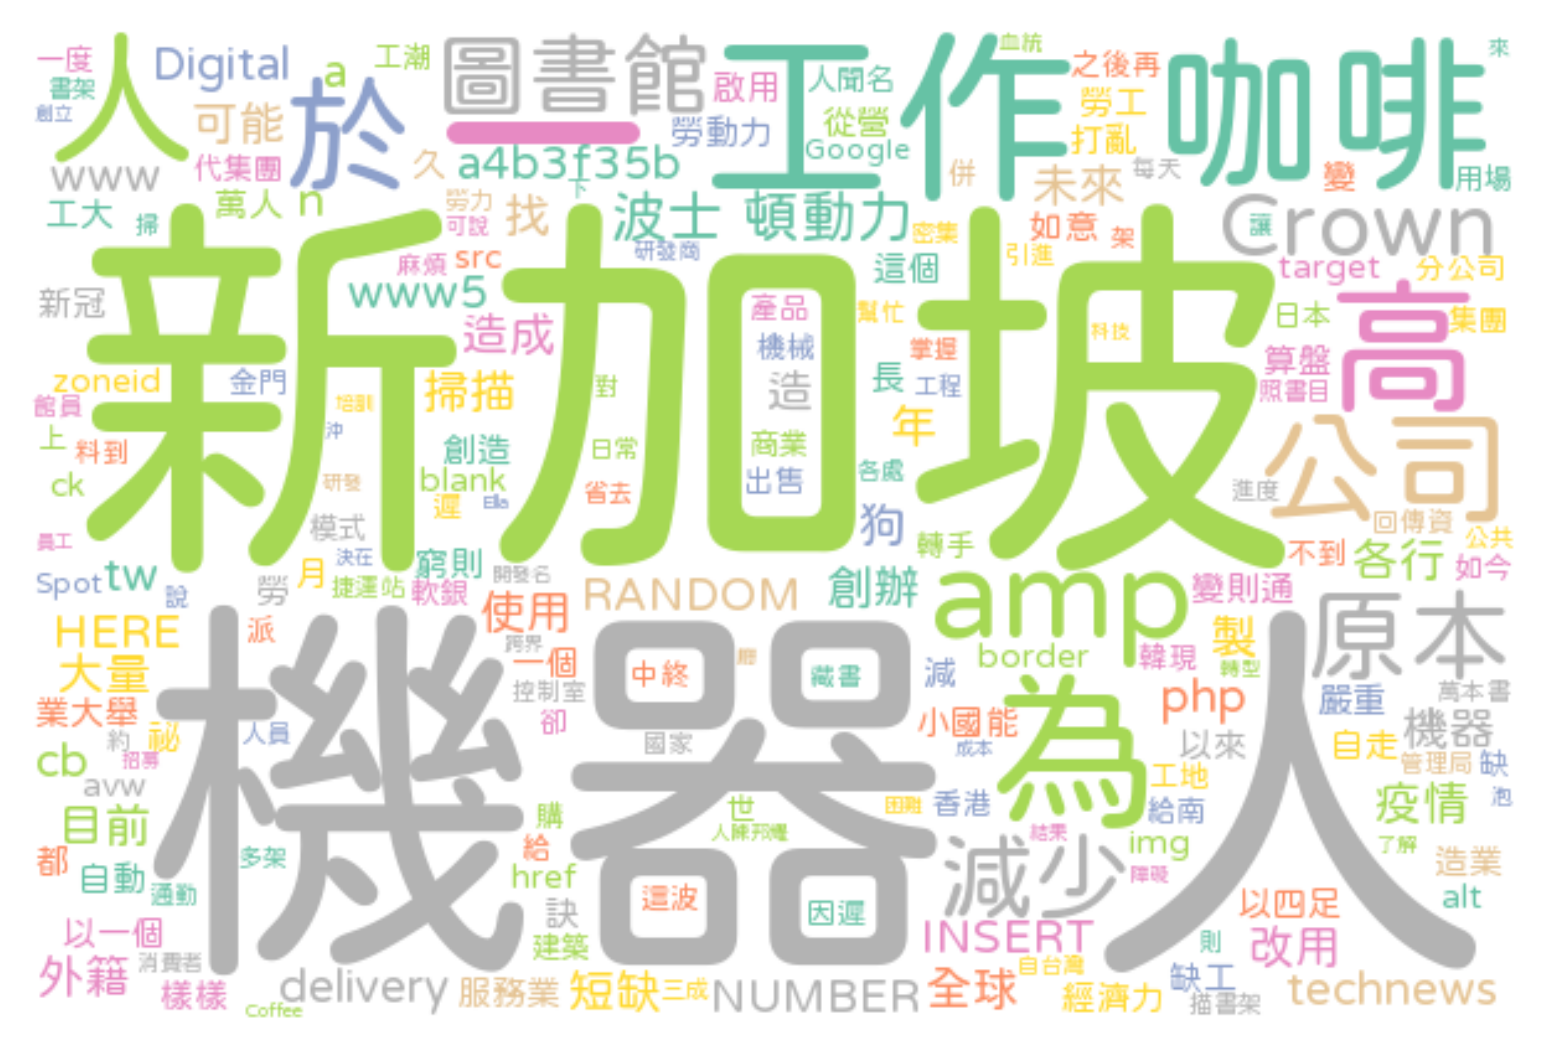 一度
Digital
a
工潮
圖書館
工作
血統
之後再
咖啡
來
書架
人
於
啟用
人聞名
勞工
創立
可能
一
勞動力
從營
打亂
www
代集團
久
a4b3f35b
Google
併
未來
每天
變
用場
工大
掃
萬人
n
勞力
可說
找
下
波士
頓動力
密集
如意
架
Crown
讓
研發商
引進
麻煩
src
這個
target
分公司
新加坡
新冠
www5
造成
產品
幫忙
科技
日本
高
集團
zoneid
金門
掃描
機械
掌握
算盤
館員
培訓
對
造
長
工程
照書目
上
料到
沖
創造
日常
商業
年
公司
ck
研發
blank
省去
出售
各處
進度
遲
Ella
模式
狗
回傳資
員工
決在
窮則
轉手
不到
各行
公共
Spot
tw
說
勞
月
捷運站
軟銀
開發名
RANDOM
創辦
amp
變則通
如今
HERE
派
使用
跨界
製
原本
大量
一個
控制室
中終
藏書
減
border
韓現
轉型
業大舉
約
祕
人員
卻
小國能
為
php
嚴重
萬本書
cb
招募
國家
成本
以來
自走
機器
avw
機器人
管理局
缺
目前
購
世
困難
香港
工地
給南
疫情
泡
都
自動
多架
給
人陳邦耀
減少
結果
img
了解
造業
通勤
href
這波
因遲
障礙
以四足
alt
以一個
訣
建築
INSERT
則
改用
外籍
消費者
樣樣
delivery
服務業
短缺
三成
NUMBER
全球
自台灣
經濟力
缺工
描書架
technews
Coffee